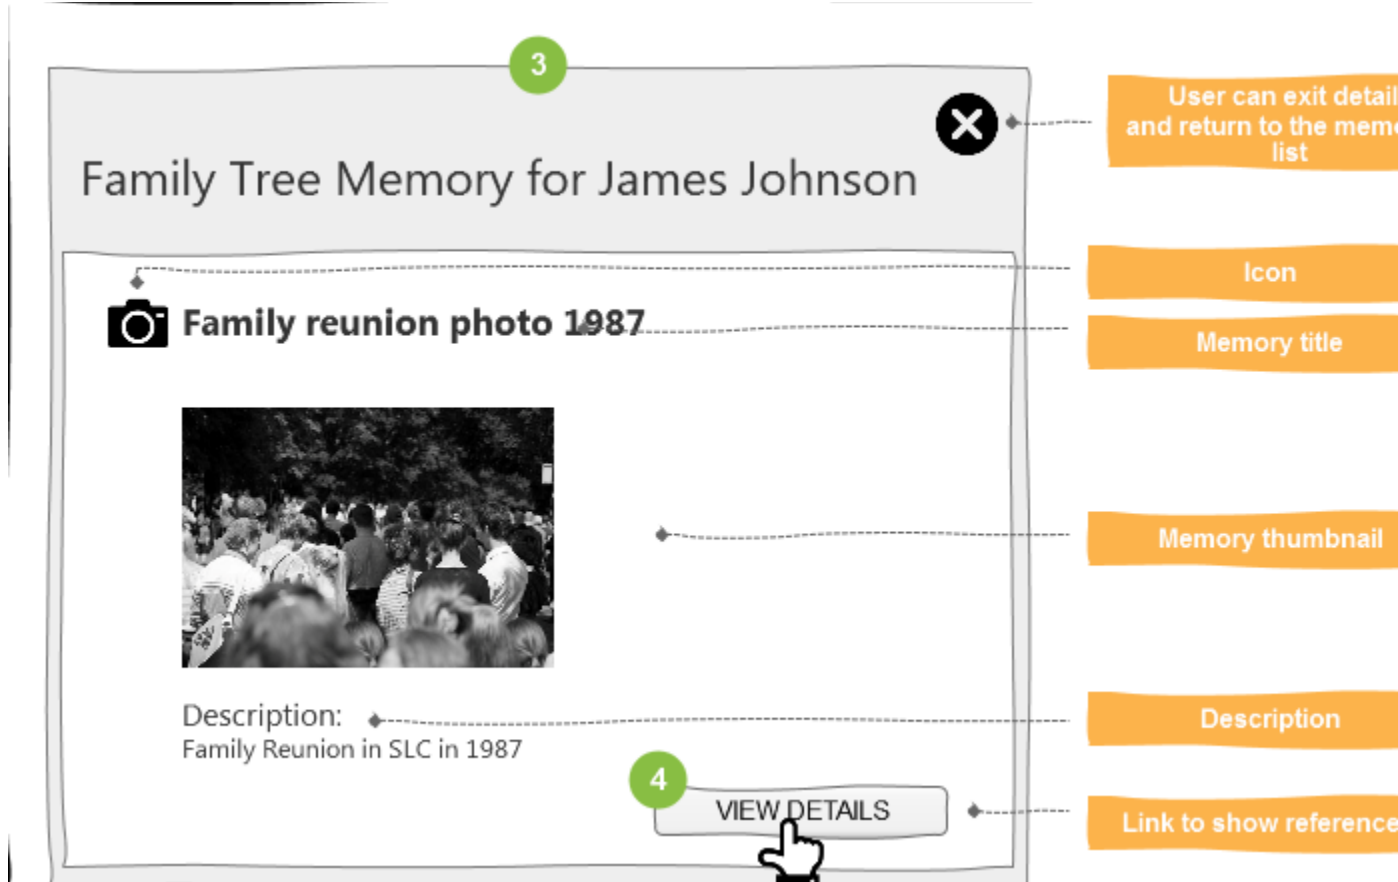 3
User can exit detail
and return to the mem
list
Family Tree Memory for James Johnson
Icon
Family reunion photo 1987
Memory title
Memory thumbnail
Description:
Description
Family Reunion in SLC in 1987
4
VIEW DETAILS
Link to show reference